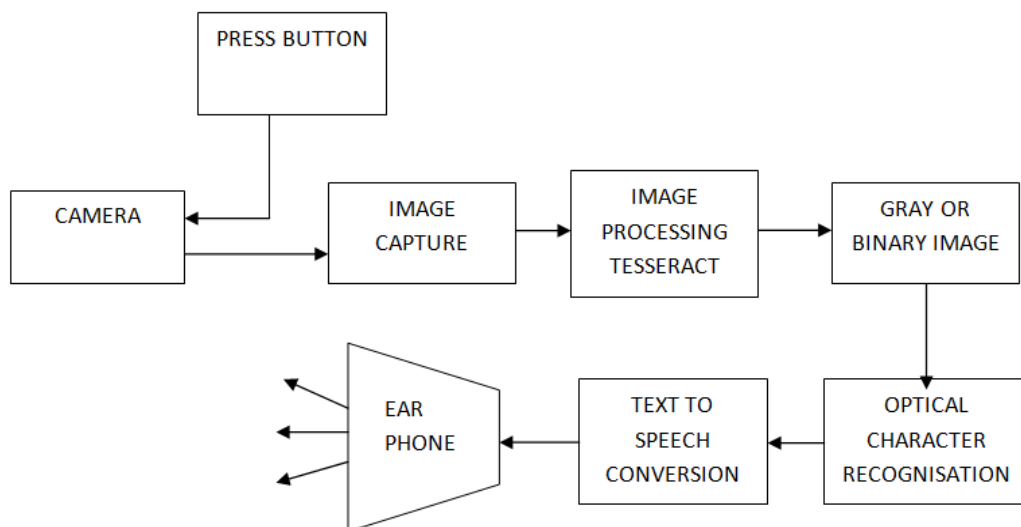 PRESS BUTTON
CAMERA
IMAGE
CAPTURE
IMAGE
PROCESSING
TESSERACT
GRAY OR
BINARY IMAGE
OPTICAL
CHARACTER
RECOGNISATION
TEXT TO
SPEECH
CONVERSION
EAR
PHONE